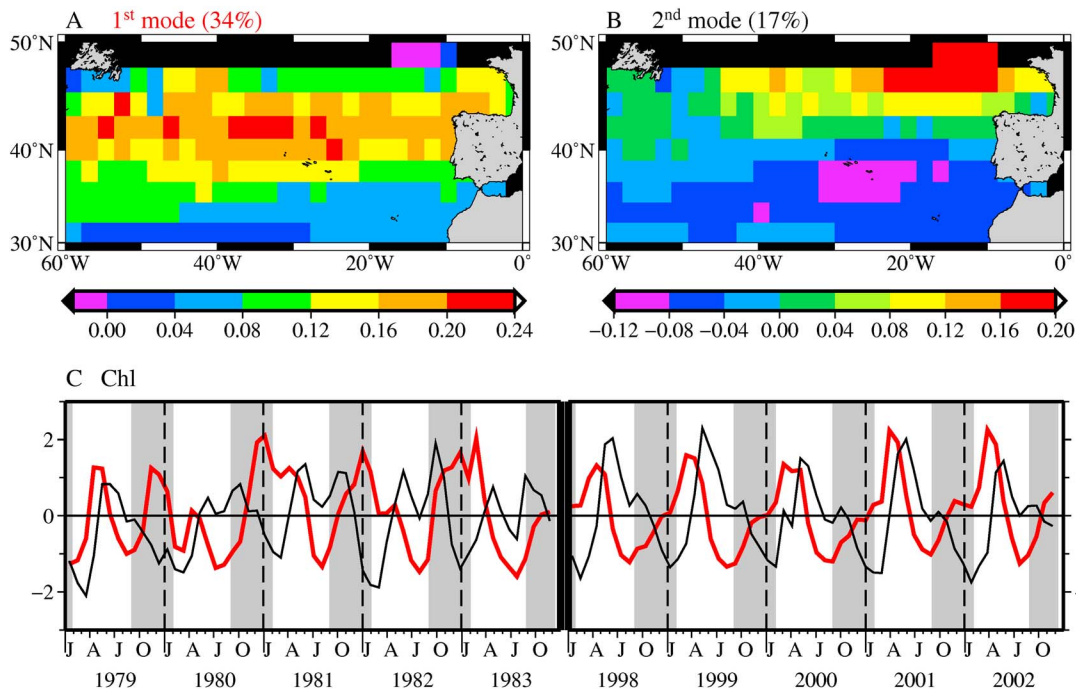 A 1st mode (34%) B 2nd mode (17%)
50°N 50°N
40°N 40°N
30°N 30°N
60°W 40°W 20°W 0° 60°W 40°W 20°W 0°
0.00 0.04 0.08 0.12 0.16 0.20 0.24 −0.12 −0.08 −0.04 0.00 0.04 0.08 0.12 0.16 0.20
C Chl
2
0
−2
J A J O J A J O J A J O J A J O J A J O J A J O J A J O J A J O J A J O J A J O
1979 1980 1981 1982 1983 1998 1999 2000 2001 2002